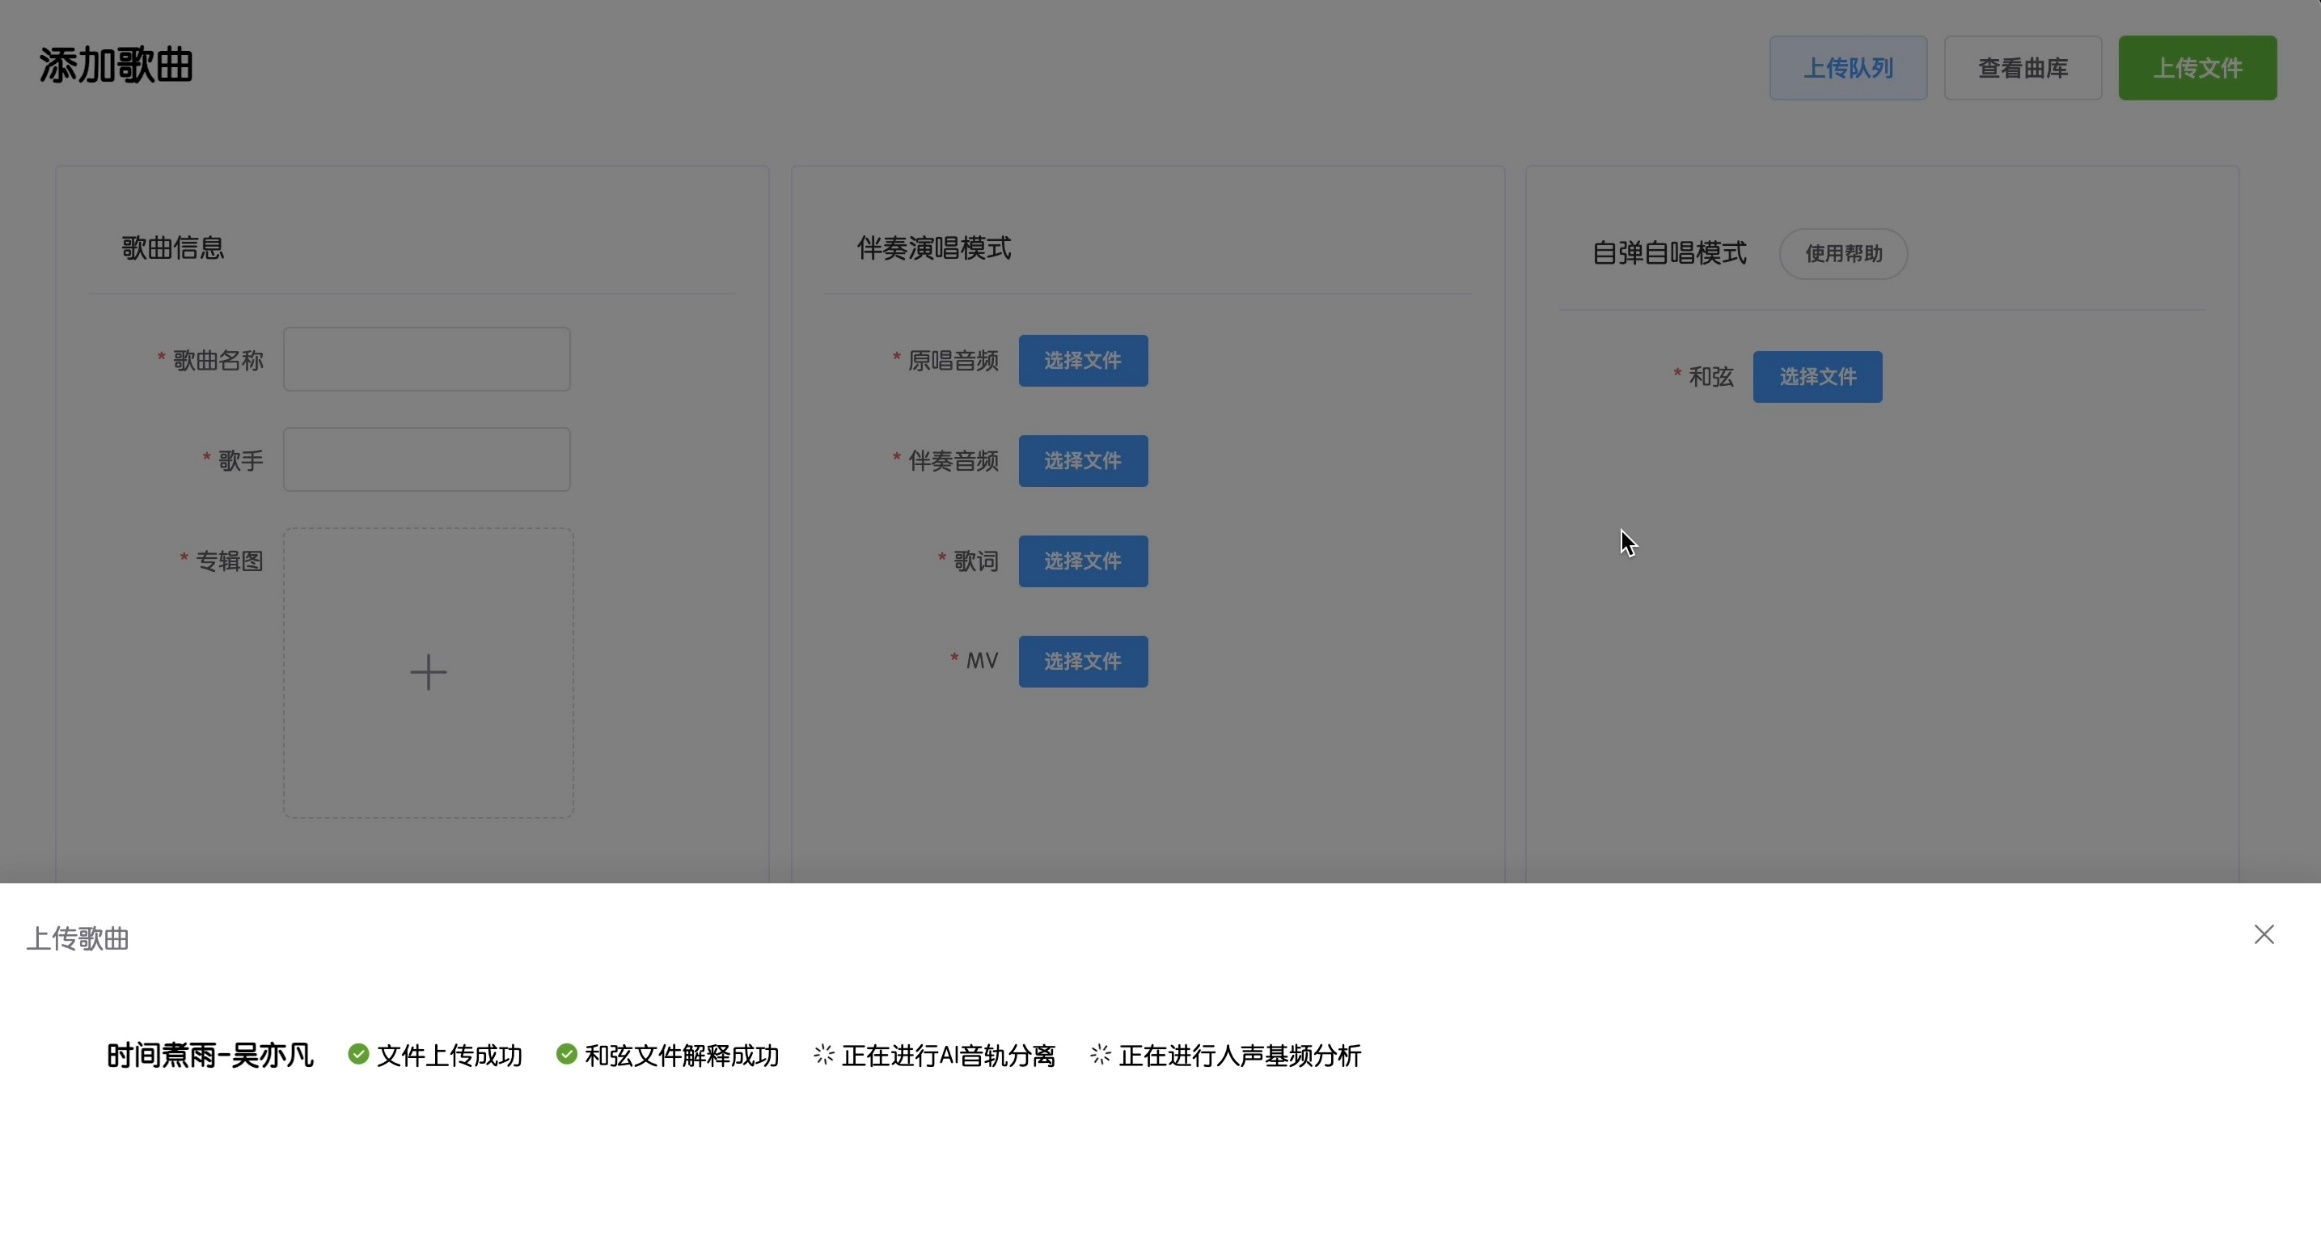 添加歌曲
上传队列 查看曲库 上传文件
歌曲信息
* 歌曲名称
* 歌手
* 专辑图
伴奏演唱模式
* 原唱音频 选择文件
* 伴奏音频 选择文件
* 歌词 选择文件
* MV 选择文件
自弹自唱模式 使用帮助
* 和弦 选择文件
上传歌曲
时间煮雨-吴亦凡 文件上传成功 和弦文件解释成功 正在进行AI音轨分离 正在进行人声基频分析